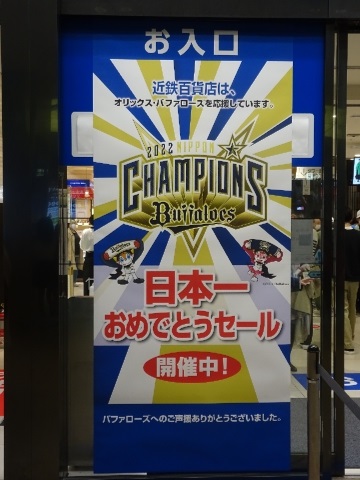 お入口
近鉄百貨店は、
オリックス・バファローズを応援しています。
2022 NIPPON
CHAMPIONS
Buffaloes
日本一
おめでとうセール
開催中!
バファローズへのご声援ありがとうございました。